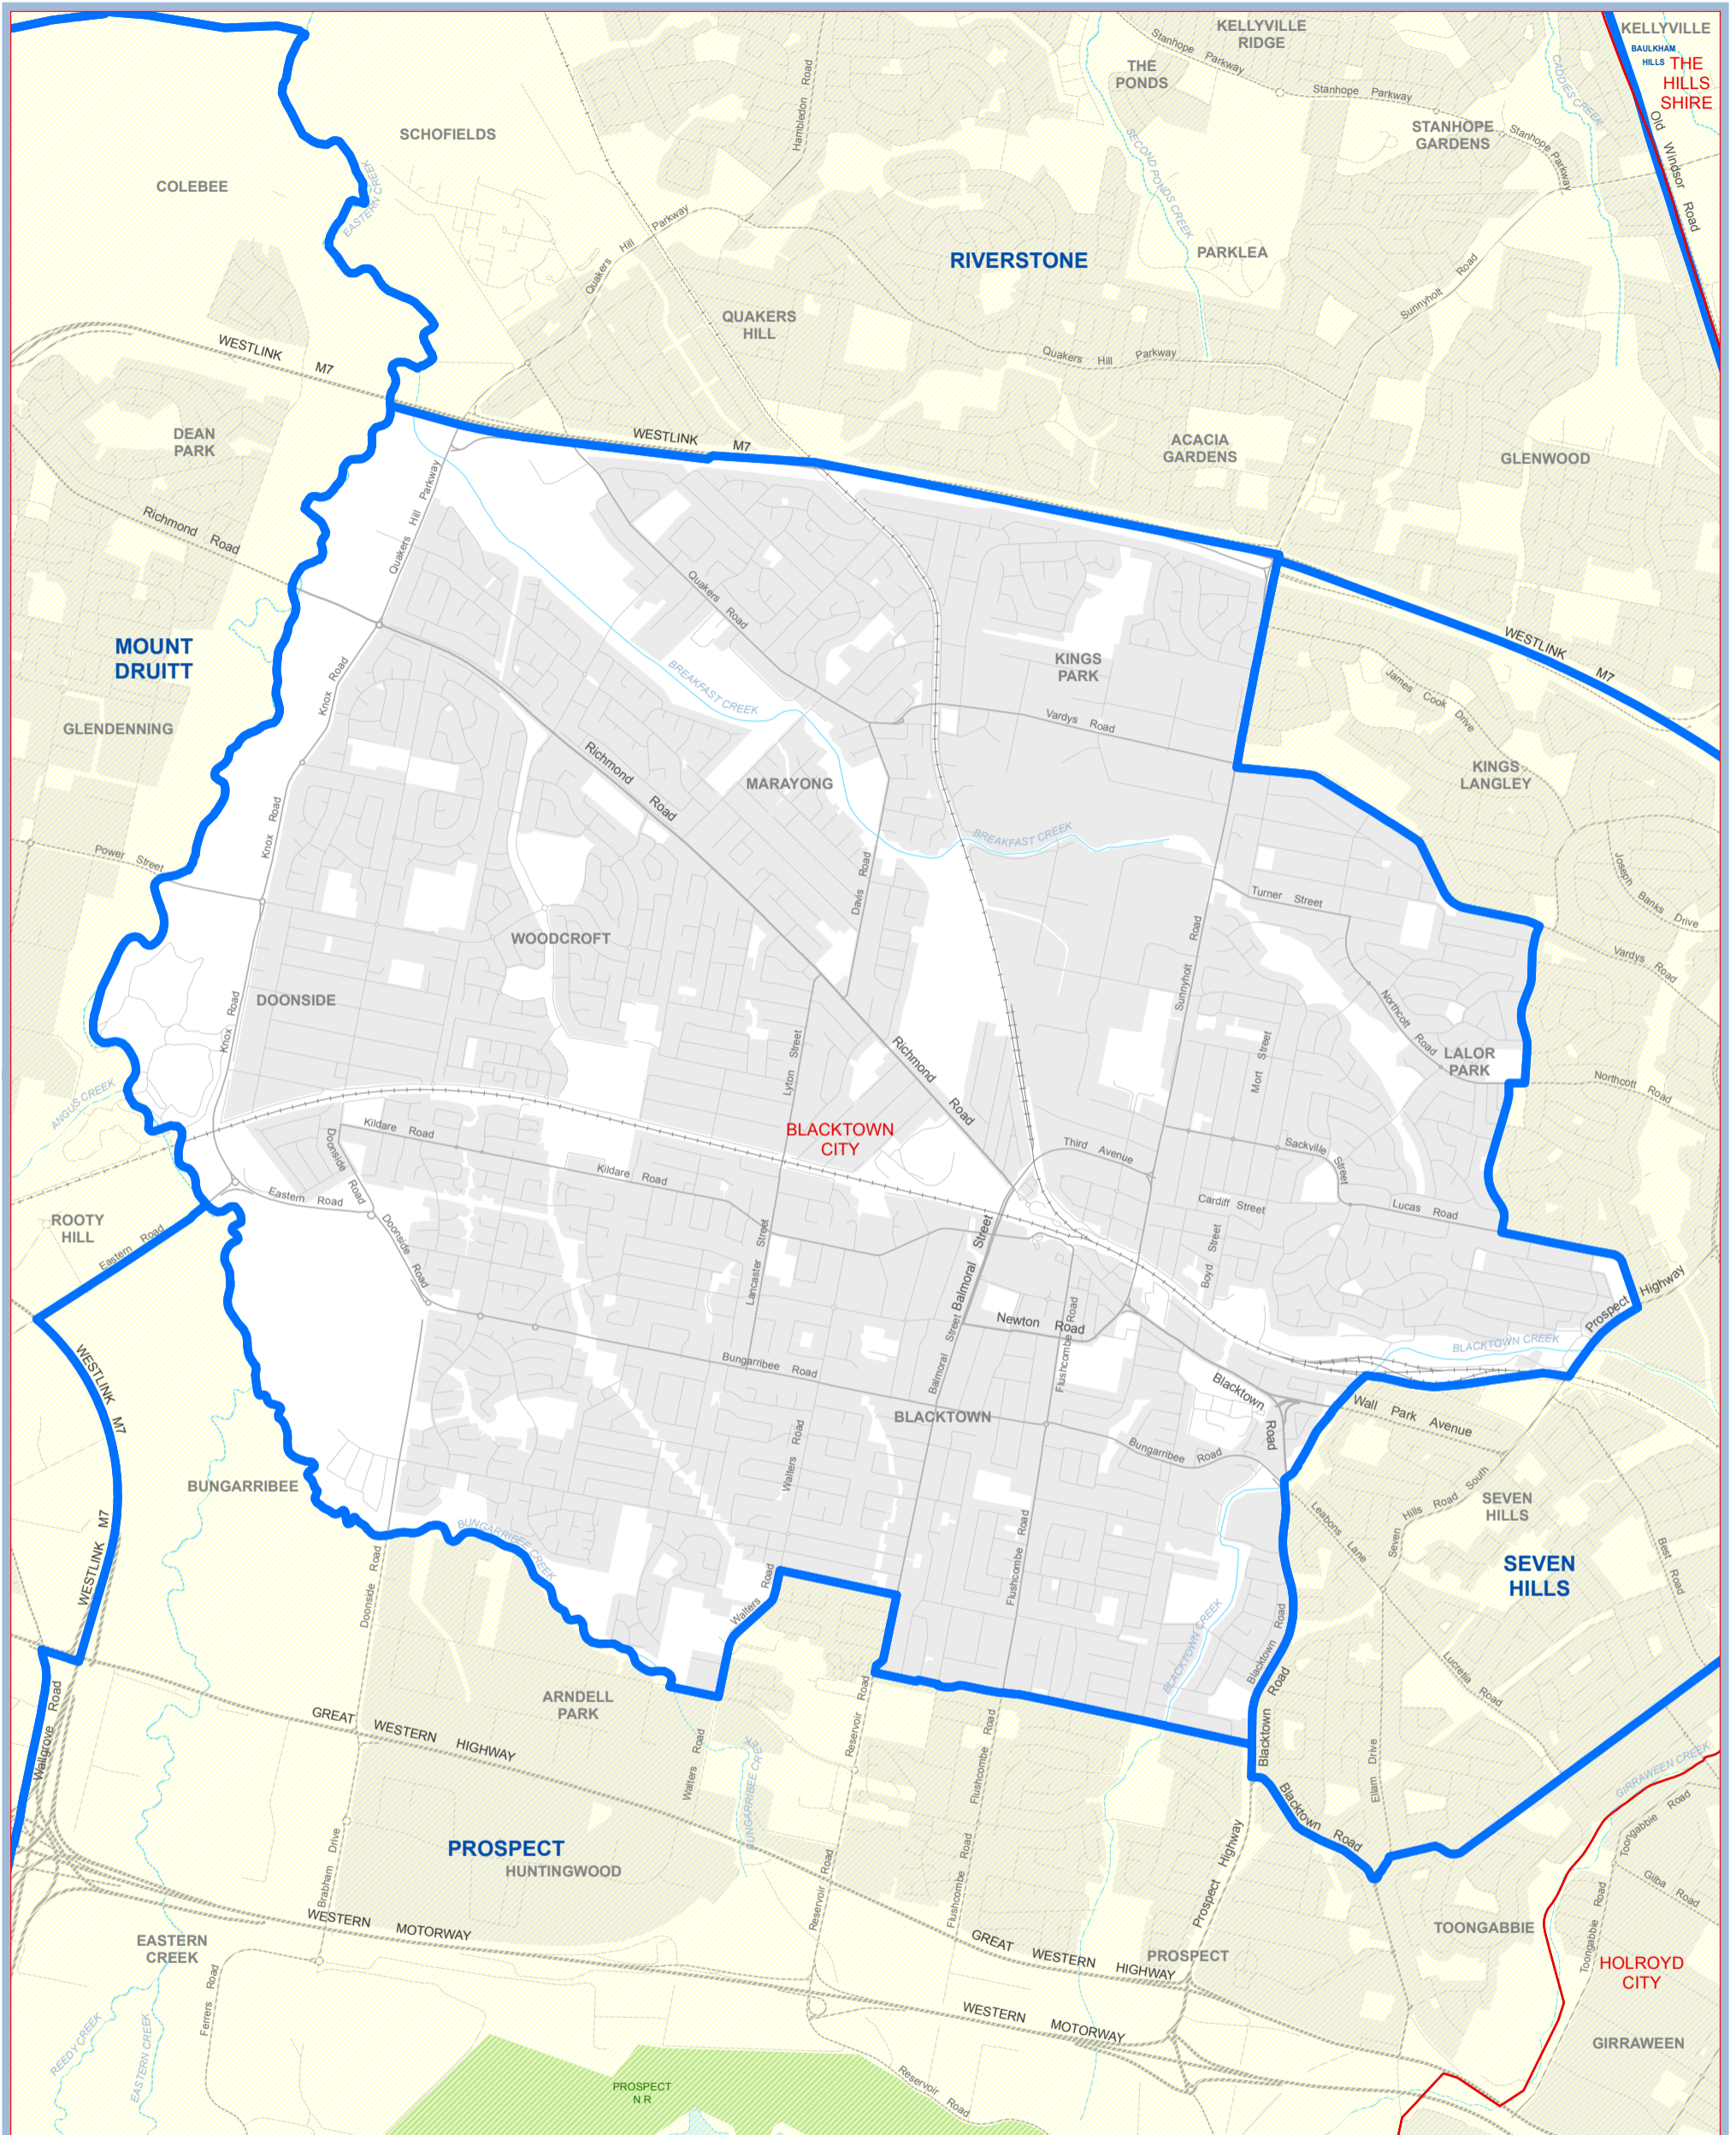 KELLYVILLE
RIDGE
KELLYVILLE
BAULKHAM
HILLS
THE
HILLS
SHIRE
Stanhope Parkway
THE
PONDS
Stanhope Parkway
CADDIES CREEK
Hambledon Road
SCHOFIELDS
STANHOPE
GARDENS
Stanhope Parkway
Old Windsor Road
SECOND PONDS CREEK
COLEBEE
EASTERN CREEK
Quakers Hill Parkway
RIVERSTONE
PARKLEA
Sunnyholt Road
QUAKERS
HILL
WESTLINK M7
Quakers Hill Parkway
DEAN
PARK
WESTLINK M7
ACACIA
GARDENS
GLENWOOD
Quakers Hill Parkway
Richmond Road
Quakers Road
MOUNT
DRUITT
KINGS
PARK
WESTLINK M7
Knox Road
BREAKFAST CREEK
James Cook Drive
GLENDENNING
Vardys Road
Richmond Road
MARAYONG
KINGS
LANGLEY
Knox Road
BREAKFAST CREEK
Power Street
Joseph Banks Drive
Davis Road
Turner Street
WOODCROFT
Vardys Road
Sunnyholt Road
DOONSIDE
Knox Road
Northcott Road
Lyton Street
Richmond Road
Mort Street
LALOR
PARK
Northcott Road
ANGUS CREEK
BLACKTOWN
CITY
Kildare Road
Doonside Road
Third Avenue
Sackville Street
Kildare Road
Eastern Road
Cardiff Street
Lucas Road
ROOTY
HILL
Eastern Road
Doonside Road
Lancaster Street
Balmoral Street
Boyd Street
Prospect Highway
Newton Road
Flushcombe Road
Balmoral Street
BLACKTOWN CREEK
WESTLINK M7
Bungarribee Road
Blacktown Road
Wall Park Avenue
BLACKTOWN
Walters Road
Bungarribee Road
BUNGARRIBEE
Seven Hills Road South
SEVEN
HILLS
Leabons Lane
WESTLINK M7
BUNGARRIBEE CREEK
Flushcombe Road
Best Road
SEVEN
HILLS
Doonside Road
Walters Road
BLACKTOWN CREEK
Blacktown Road
Lucretia Road
Blacktown Road
ARNDELL
PARK
Wallgrove Road
GREAT WESTERN HIGHWAY
Walters Road
BUNGARRIBEE CREEK
Reservoir Road
Flushcombe Road
Ellam Drive
GIRRAWEEN CREEK
Blacktown Road
Toongabbie Road
PROSPECT
HUNTINGWOOD
Brabham Drive
Prospect Highway
Gilba Road
Reservoir Road
Flushcombe Road
WESTERN MOTORWAY
EASTERN
CREEK
GREAT WESTERN HIGHWAY
PROSPECT
TOONGABBIE
Toongabbie Road
HOLROYD
CITY
Ferrers Road
WESTERN MOTORWAY
REEDY CREEK
EASTERN CREEK
GIRRAWEEN
Reservoir Road
PROSPECT
N R